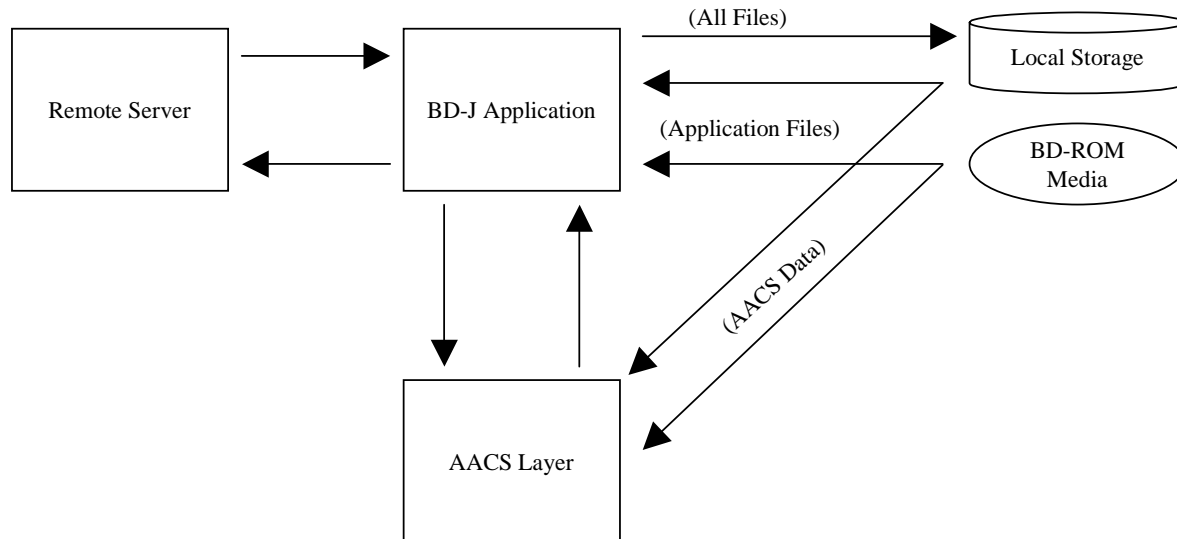 (All Files)
Local Storage
Remote Server
BD-J Application
(Application Files)
BD-ROM
Media
(AACS Data)
AACS Layer